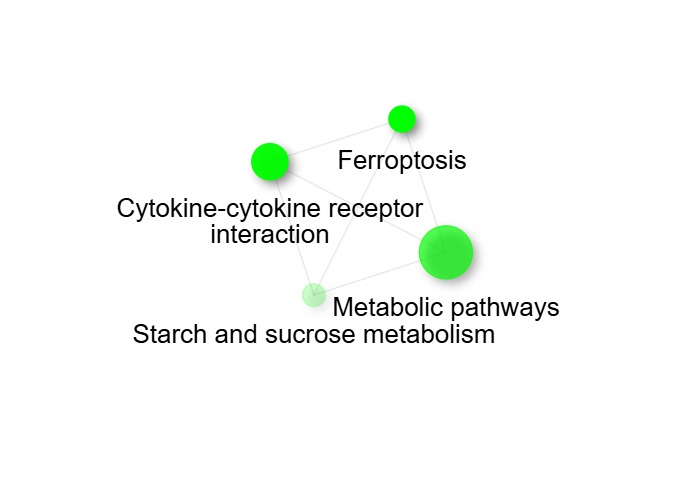 Ferroptosis
Cytokine-cytokine receptor
interaction
Metabolic pathways
Starch and sucrose metabolism